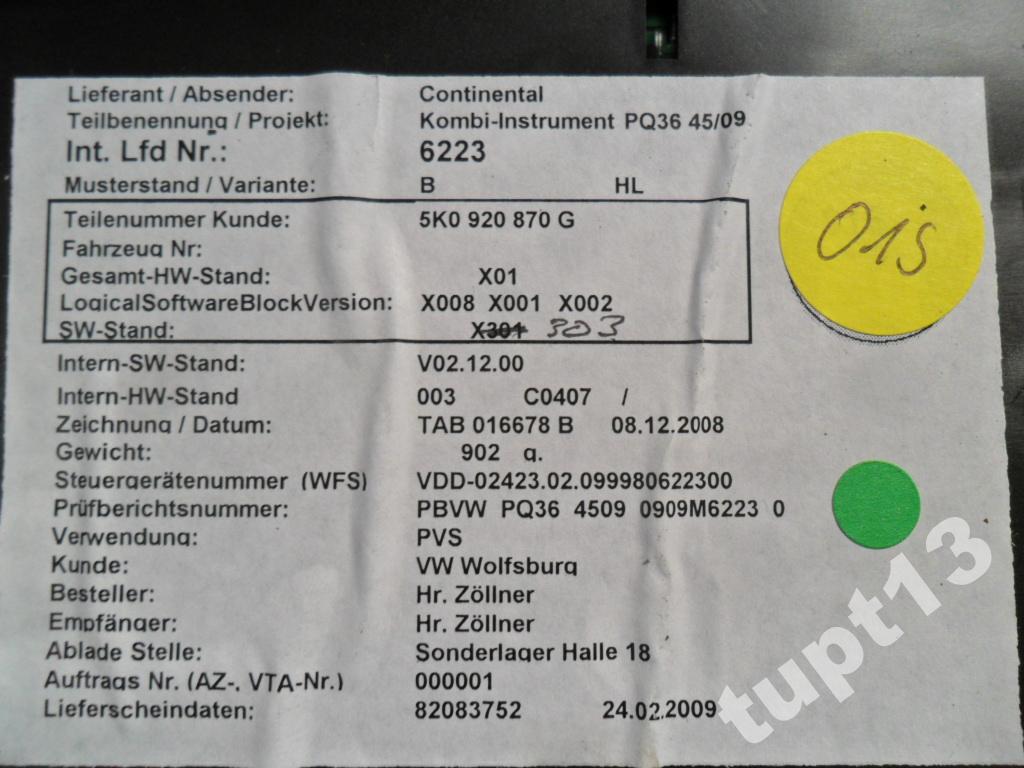 Lieferant / Absender: Continental
Teilbenennung / Projekt: Kombi-Instrument PQ36 45/09
Int. Lfd Nr.: 6223
Musterstand / Variante: B HL
Teilenummer Kunde: 5K0 920 870 G
Fahrzeug Nr:
Gesamt-HW-Stand: X01
LogicalSoftwareBlockVersion: X008 X001 X002
SW-Stand: X301 303
Intern-SW-Stand: V02.12.00
Intern-HW-Stand 003 C0407 /
Zeichnung / Datum: TAB 016678 B 08.12.2008
Gewicht: 902 g.
Steuergerätenummer (WFS) VDD-02423.02.099980622300
Prüfberichtsnummer: PBVW PQ36 4509 0909M6223 0
Verwendung: PVS
Kunde: VW Wolfsburg
Besteller: Hr. Zöllner
Empfänger: Hr. Zöllner
Ablade Stelle: Sonderlager Halle 18
Auftrags Nr. (AZ-, VTA-Nr.) 000001
Lieferscheindaten: 82083752 24.02.2009
tupt13